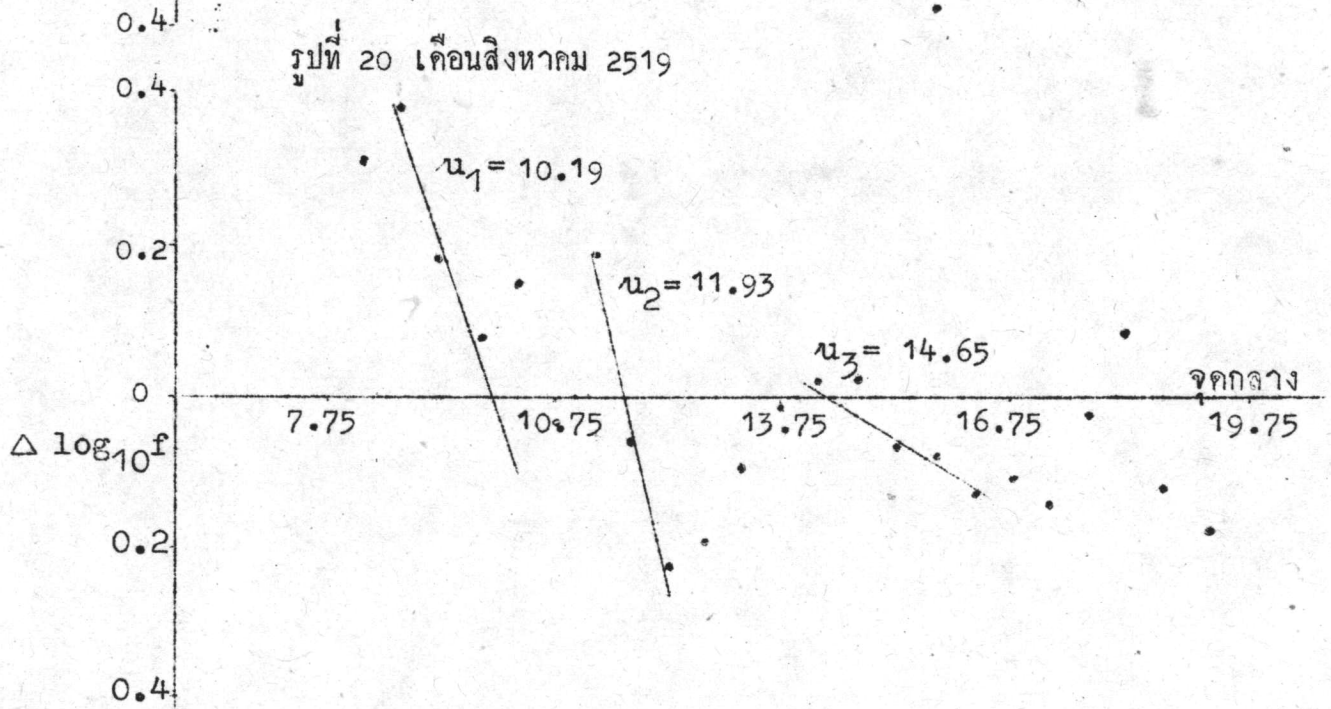 0.4
รูปที่ 20 เดือนสิงหาคม 2519
0.4
u₁ = 10.19
0.2
u₂ = 11.93
u₃ = 14.65
0
จุดกลาง
7.75 10.75 13.75 16.75 19.75
△ log₁₀f
0.2
0.4